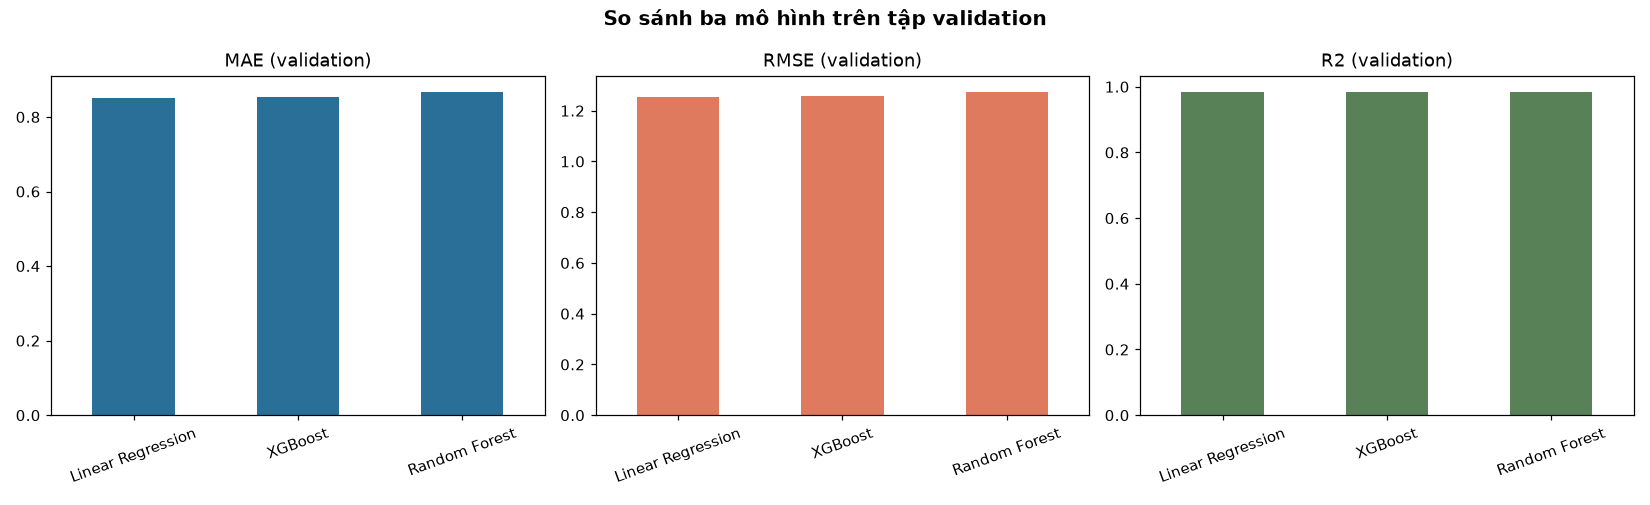 So sánh ba mô hình trên tập validation
MAE (validation)
0.8
0.6
0.4
0.2
0.0
Linear Regression
XGBoost
Random Forest
RMSE (validation)
1.2
1.0
0.8
0.6
0.4
0.2
0.0
Linear Regression
XGBoost
Random Forest
R2 (validation)
1.0
0.8
0.6
0.4
0.2
0.0
Linear Regression
XGBoost
Random Forest